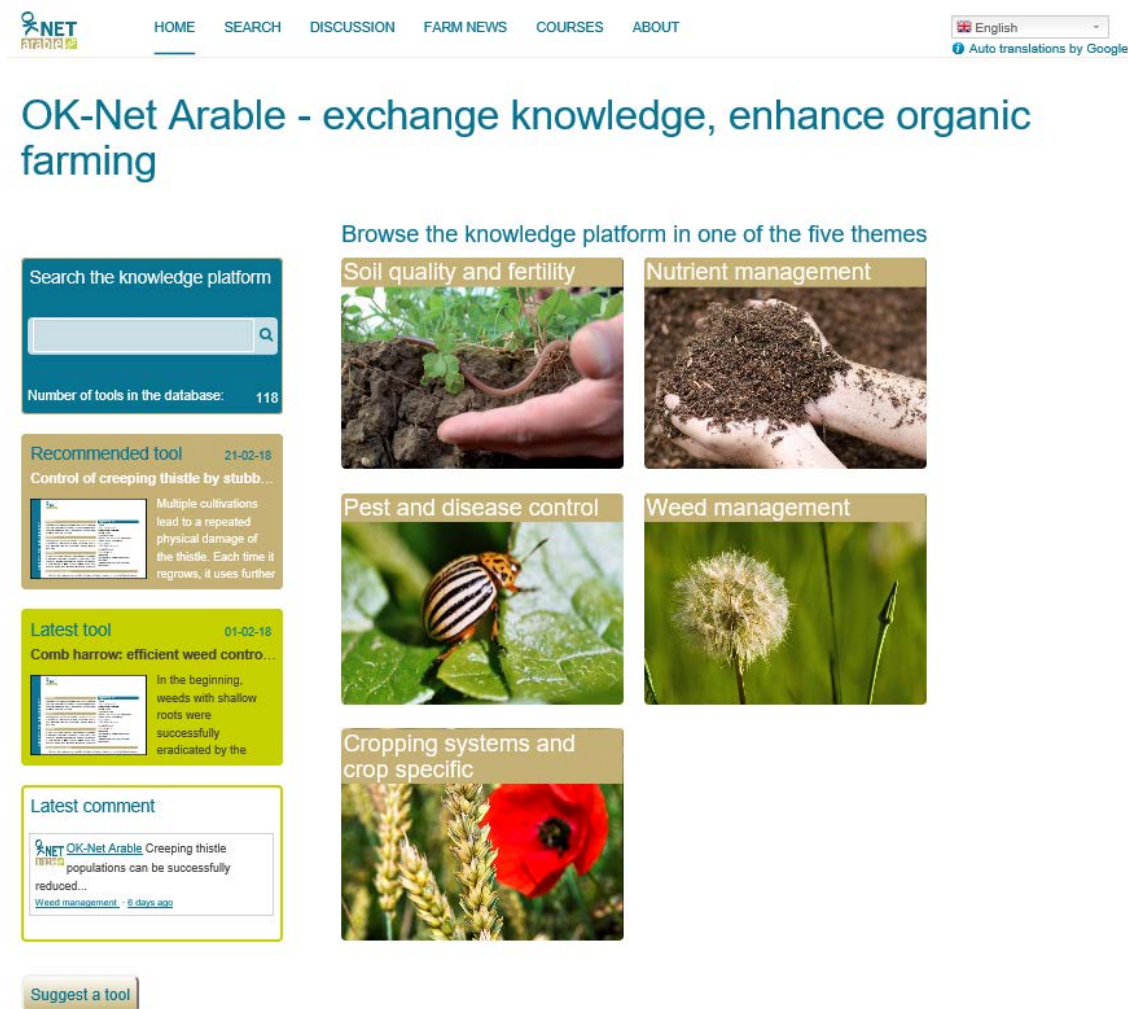 NET
arable
HOME
SEARCH
DISCUSSION
FARM NEWS
COURSES
ABOUT
English
Auto translations by Google
OK-Net Arable - exchange knowledge, enhance organic
farming
Browse the knowledge platform in one of the five themes
Search the knowledge platform
Number of tools in the database: 118
Recommended tool 21-02-18
Control of creeping thistle by stubb...
Multiple cultivations
lead to a repeated
physical damage of
the thistle. Each time it
regrows, it uses further
Latest tool 01-02-18
Comb harrow: efficient weed contro...
In the beginning,
weeds with shallow
roots were
successfully
eradicated by the
Latest comment
NET OK-Net Arable Creeping thistle
populations can be successfully
reduced...
Weed management · 6 days ago
Suggest a tool
Soil quality and fertility
Nutrient management
Pest and disease control
Weed management
Cropping systems and
crop specific